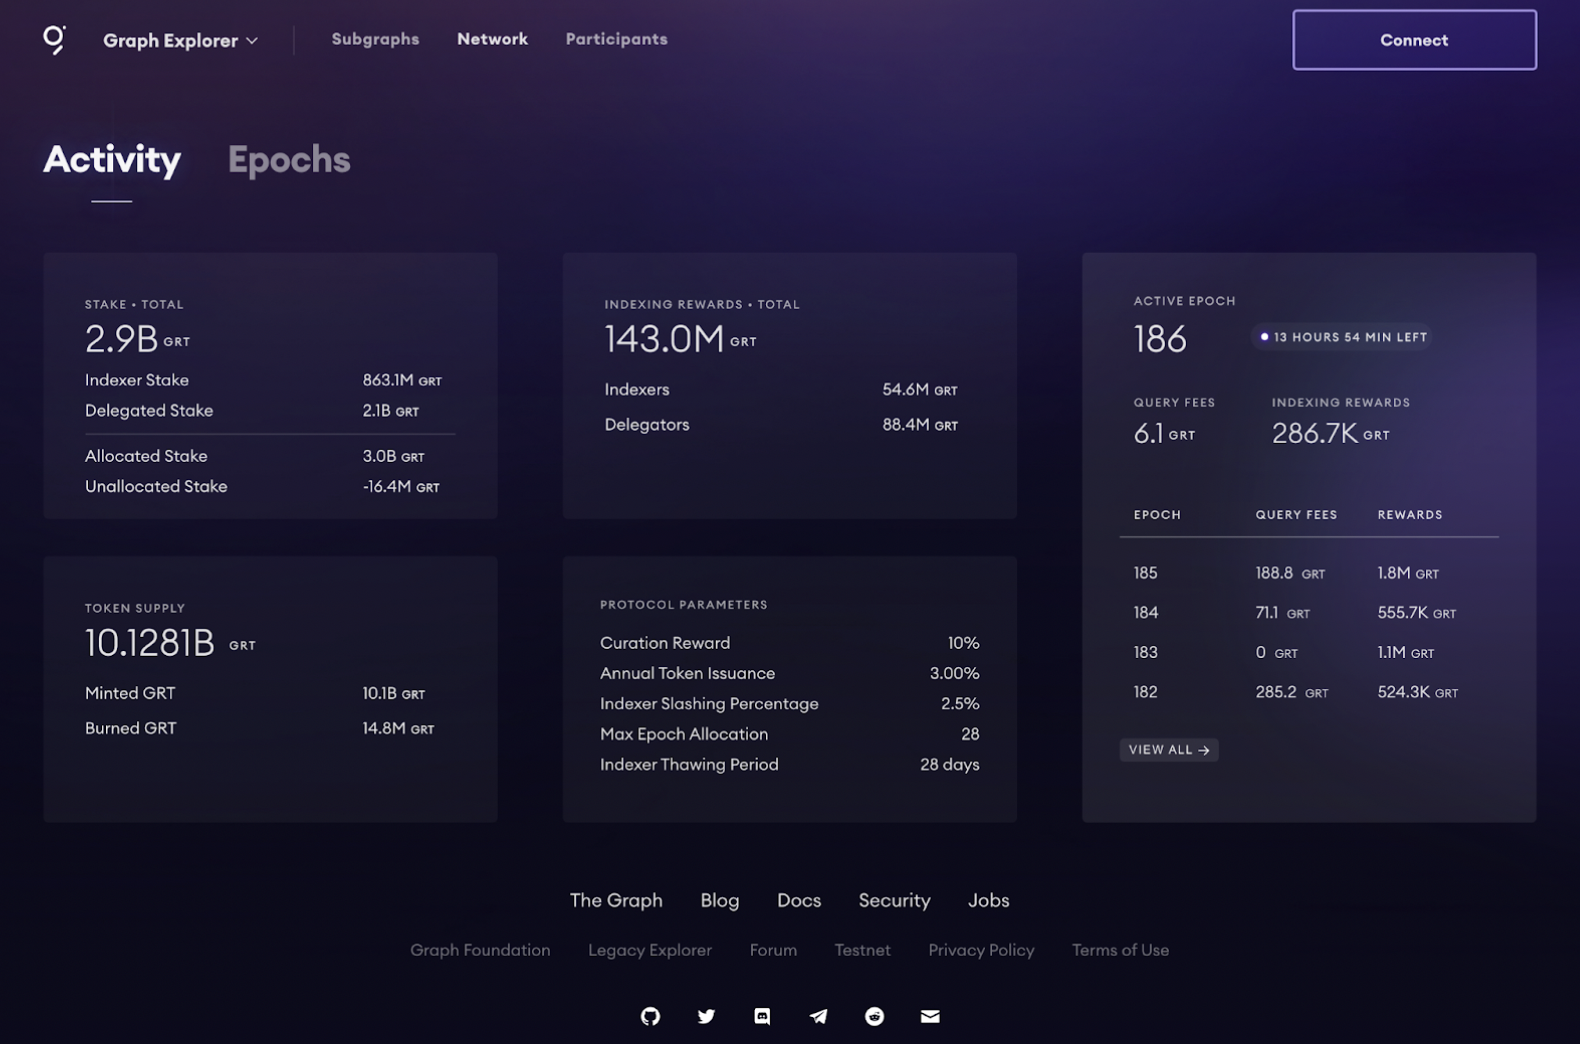 Graph Explorer Subgraphs Network Participants Connect
Activity Epochs
STAKE • TOTAL
2.9B GRT
Indexer Stake 863.1M GRT
Delegated Stake 2.1B GRT
Allocated Stake 3.0B GRT
Unallocated Stake -16.4M GRT
INDEXING REWARDS • TOTAL
143.0M GRT
Indexers 54.6M GRT
Delegators 88.4M GRT
ACTIVE EPOCH
186 13 HOURS 54 MIN LEFT
QUERY FEES INDEXING REWARDS
6.1 GRT 286.7K GRT
EPOCH QUERY FEES REWARDS
185 188.8 GRT 1.8M GRT
184 71.1 GRT 555.7K GRT
183 0 GRT 1.1M GRT
182 285.2 GRT 524.3K GRT
VIEW ALL →
TOKEN SUPPLY
10.1281B GRT
Minted GRT 10.1B GRT
Burned GRT 14.8M GRT
PROTOCOL PARAMETERS
Curation Reward 10%
Annual Token Issuance 3.00%
Indexer Slashing Percentage 2.5%
Max Epoch Allocation 28
Indexer Thawing Period 28 days
The Graph Blog Docs Security Jobs
Graph Foundation Legacy Explorer Forum Testnet Privacy Policy Terms of Use